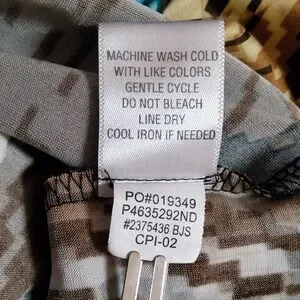 MACHINE WASH COLD
WITH LIKE COLORS
GENTLE CYCLE
DO NOT BLEACH
LINE DRY
COOL IRON IF NEEDED
PO#019349
P4635292ND
#2375436 BJS
CPI-02